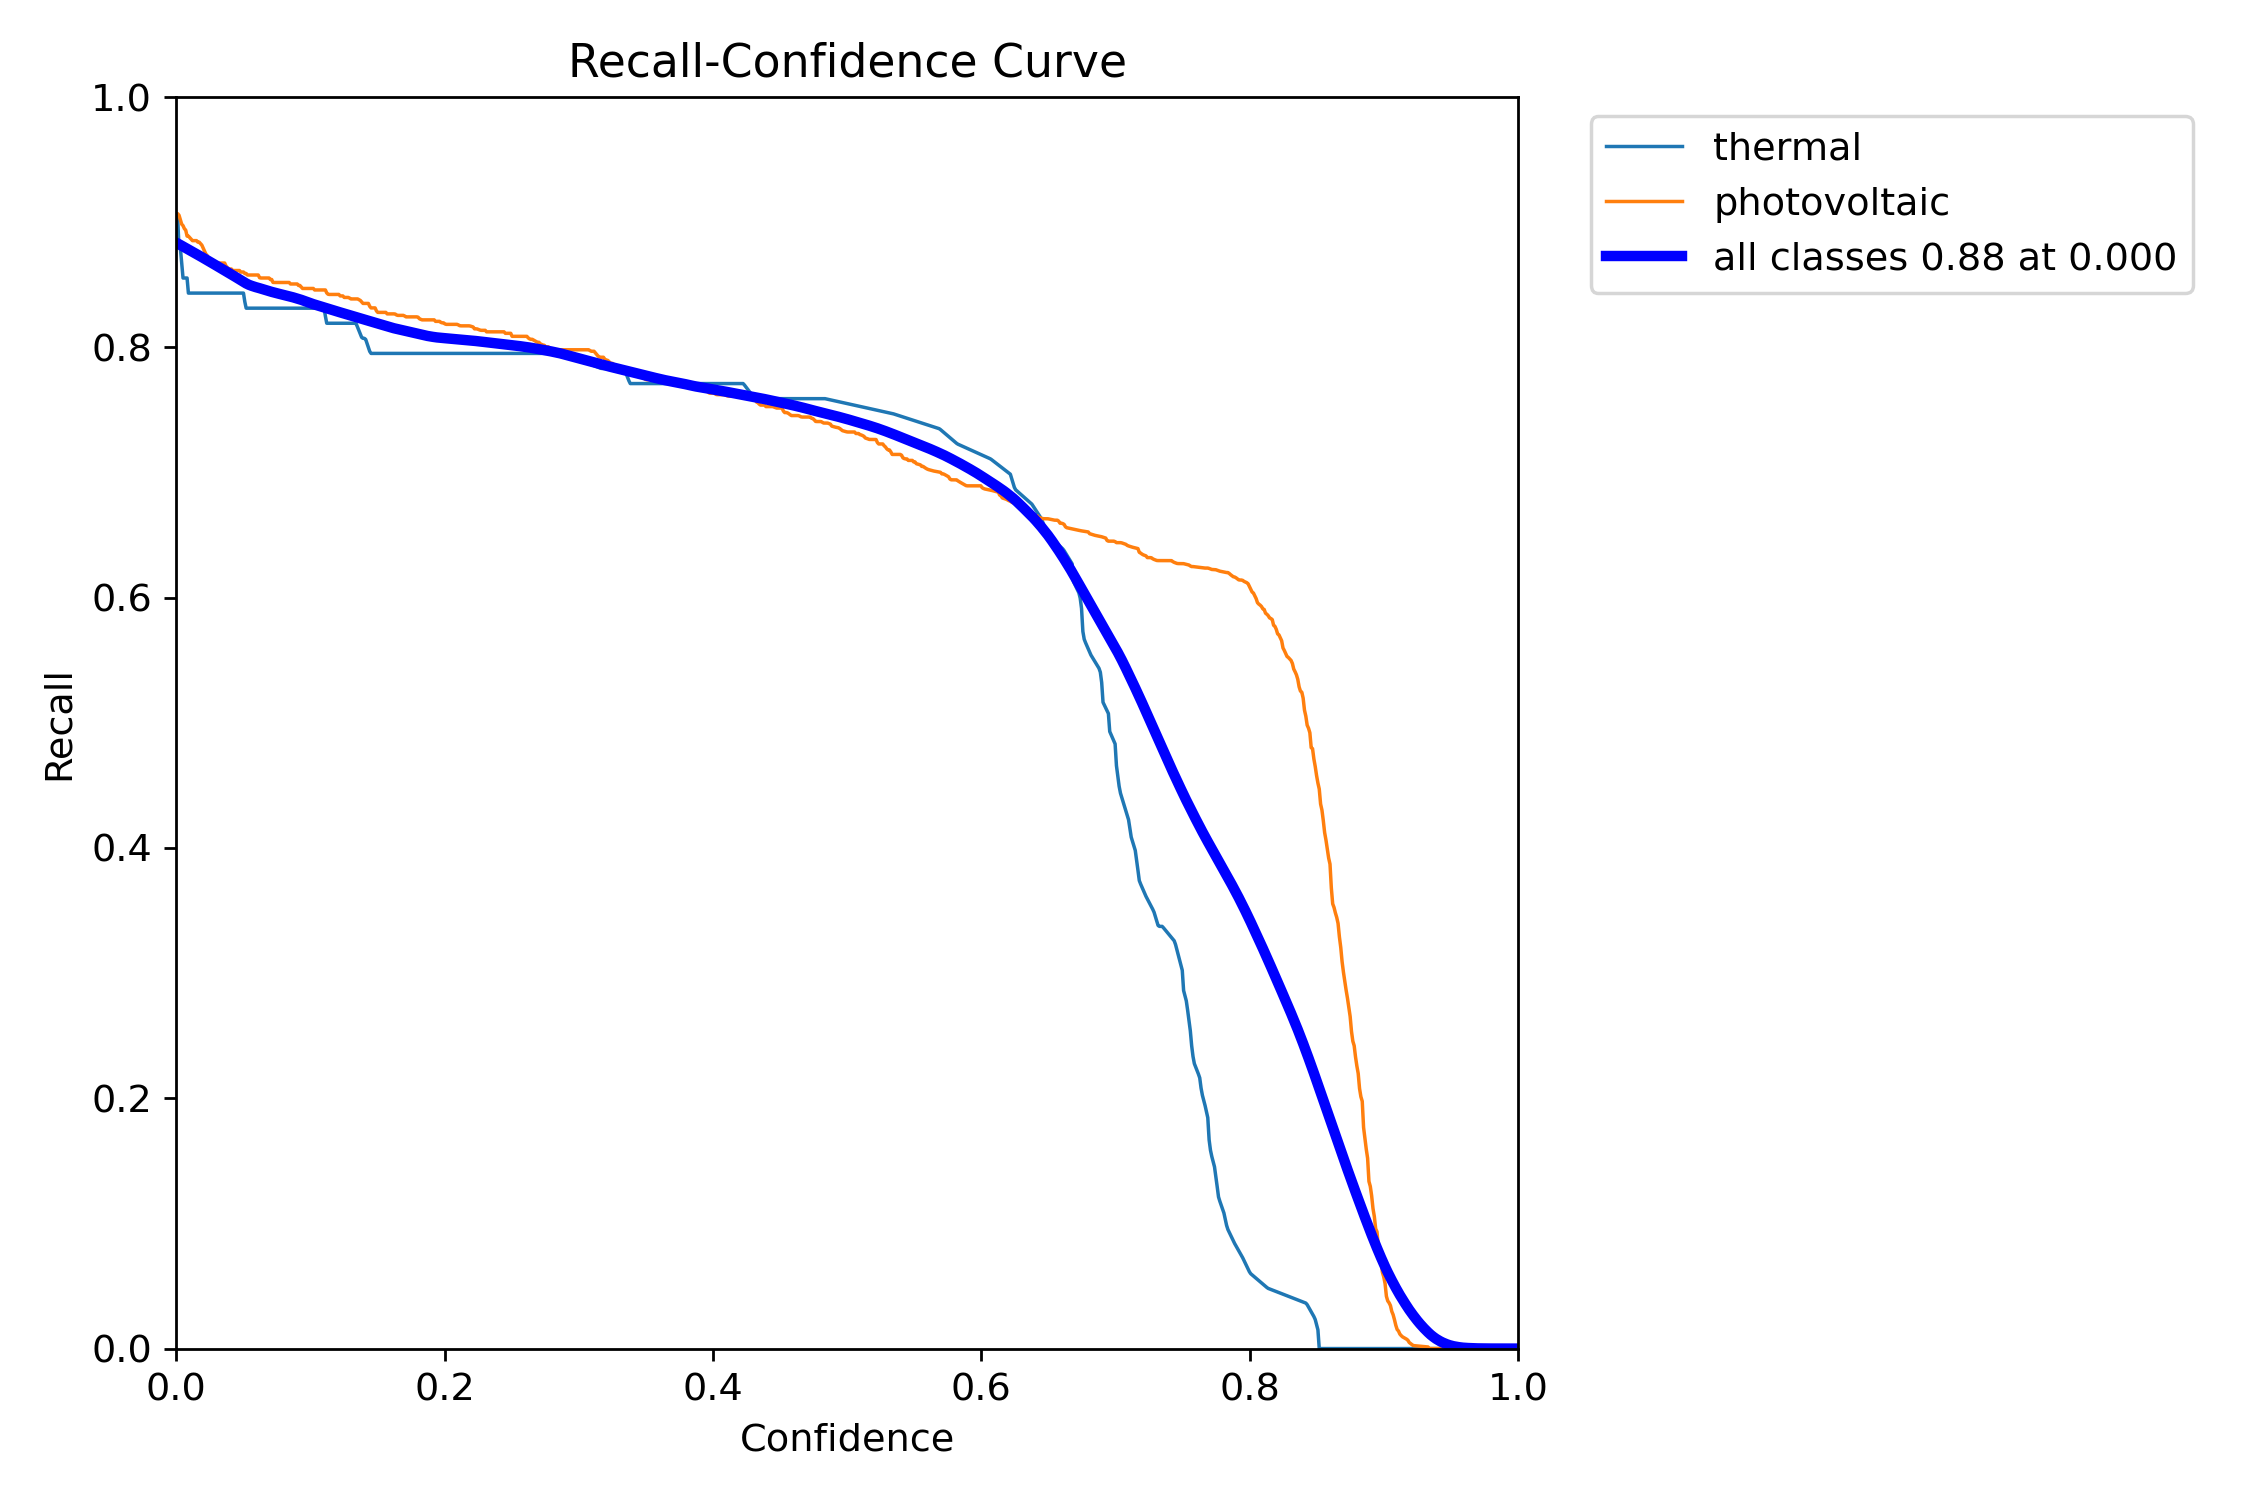 Recall-Confidence Curve
1.0
0.8
0.6
0.4
0.2
0.0
Recall
0.0 0.2 0.4 0.6 0.8 1.0
Confidence
thermal
photovoltaic
all classes 0.88 at 0.000